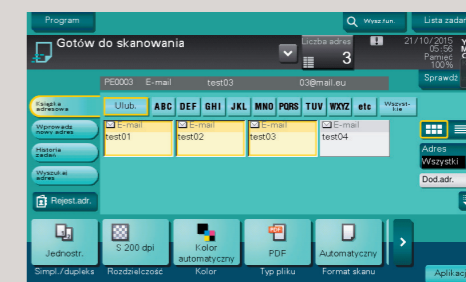 Program
Wysz.fun.
Lista zadań
Gotów do skanowania
Liczba adres
3
21/10/2015
05:56
Pamięć
100%
Sprawdź
PE0003 E-mail test03 03@mail.eu
Książka adresowa
Ulub. ABC DEF GHI JKL MNO PQRS TUV WXYZ etc Wszyst-kie
Wprowadź nowy adres
Historia zadań
Wyszukaj adres
Rejest.adr.
E-mail
test01
E-mail
test02
E-mail
test03
E-mail
test04
Adres
Wszystki
Dod.adr.
Jednostr.
S 200 dpi
Kolor automatyczny
PDF
Automatyczny
Simpl./dupleks
Rozdzielczość
Kolor
Typ pliku
Format skanu
Aplikacj